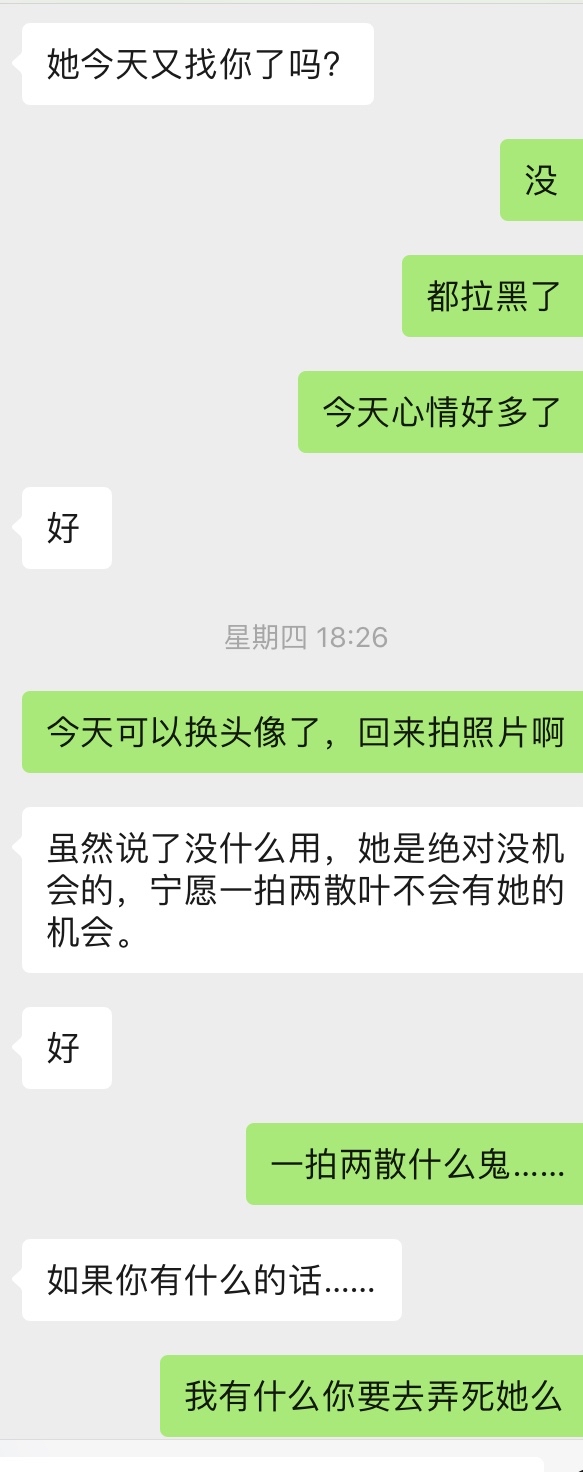 她今天又找你了吗?
没
都拉黑了
今天心情好多了
好
星期四 18:26
今天可以换头像了，回来拍照片啊
虽然说了没什么用，她是绝对没机
会的，宁愿一拍两散叶不会有她的
机会。
好
一拍两散什么鬼……
如果你有什么的话……
我有什么你要去弄死她么